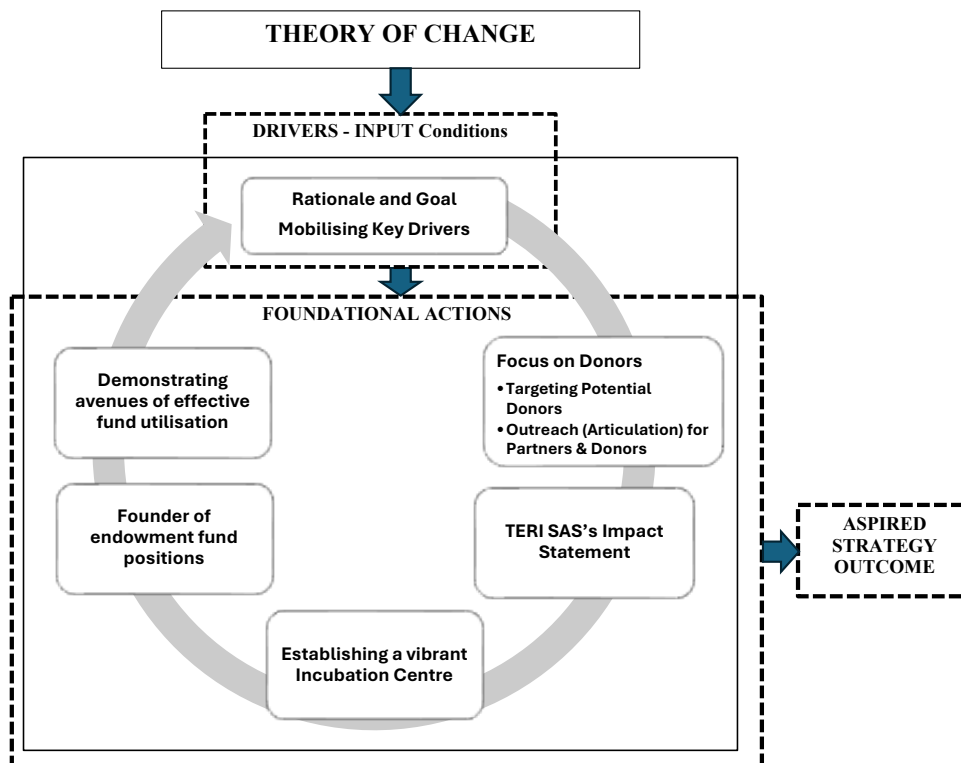 THEORY OF CHANGE
DRIVERS - INPUT Conditions
Rationale and Goal
Mobilising Key Drivers
FOUNDATIONAL ACTIONS
Focus on Donors
•Targeting Potential
Donors
•Outreach (Articulation) for
Partners & Donors
TERI SAS's Impact
Statement
Establishing a vibrant
Incubation Centre
Founder of
endowment fund
positions
Demonstrating
avenues of effective
fund utilisation
ASPIRED
STRATEGY
OUTCOME